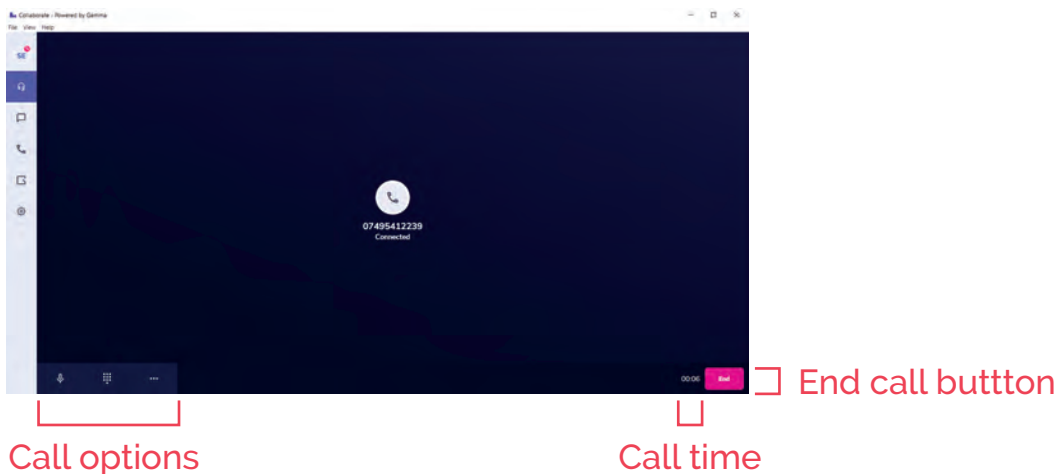 Collaborate - Powered by Gamma
File View Help
SE
07495412239
Connected
00:06 End
End call buttton
Call options
Call time